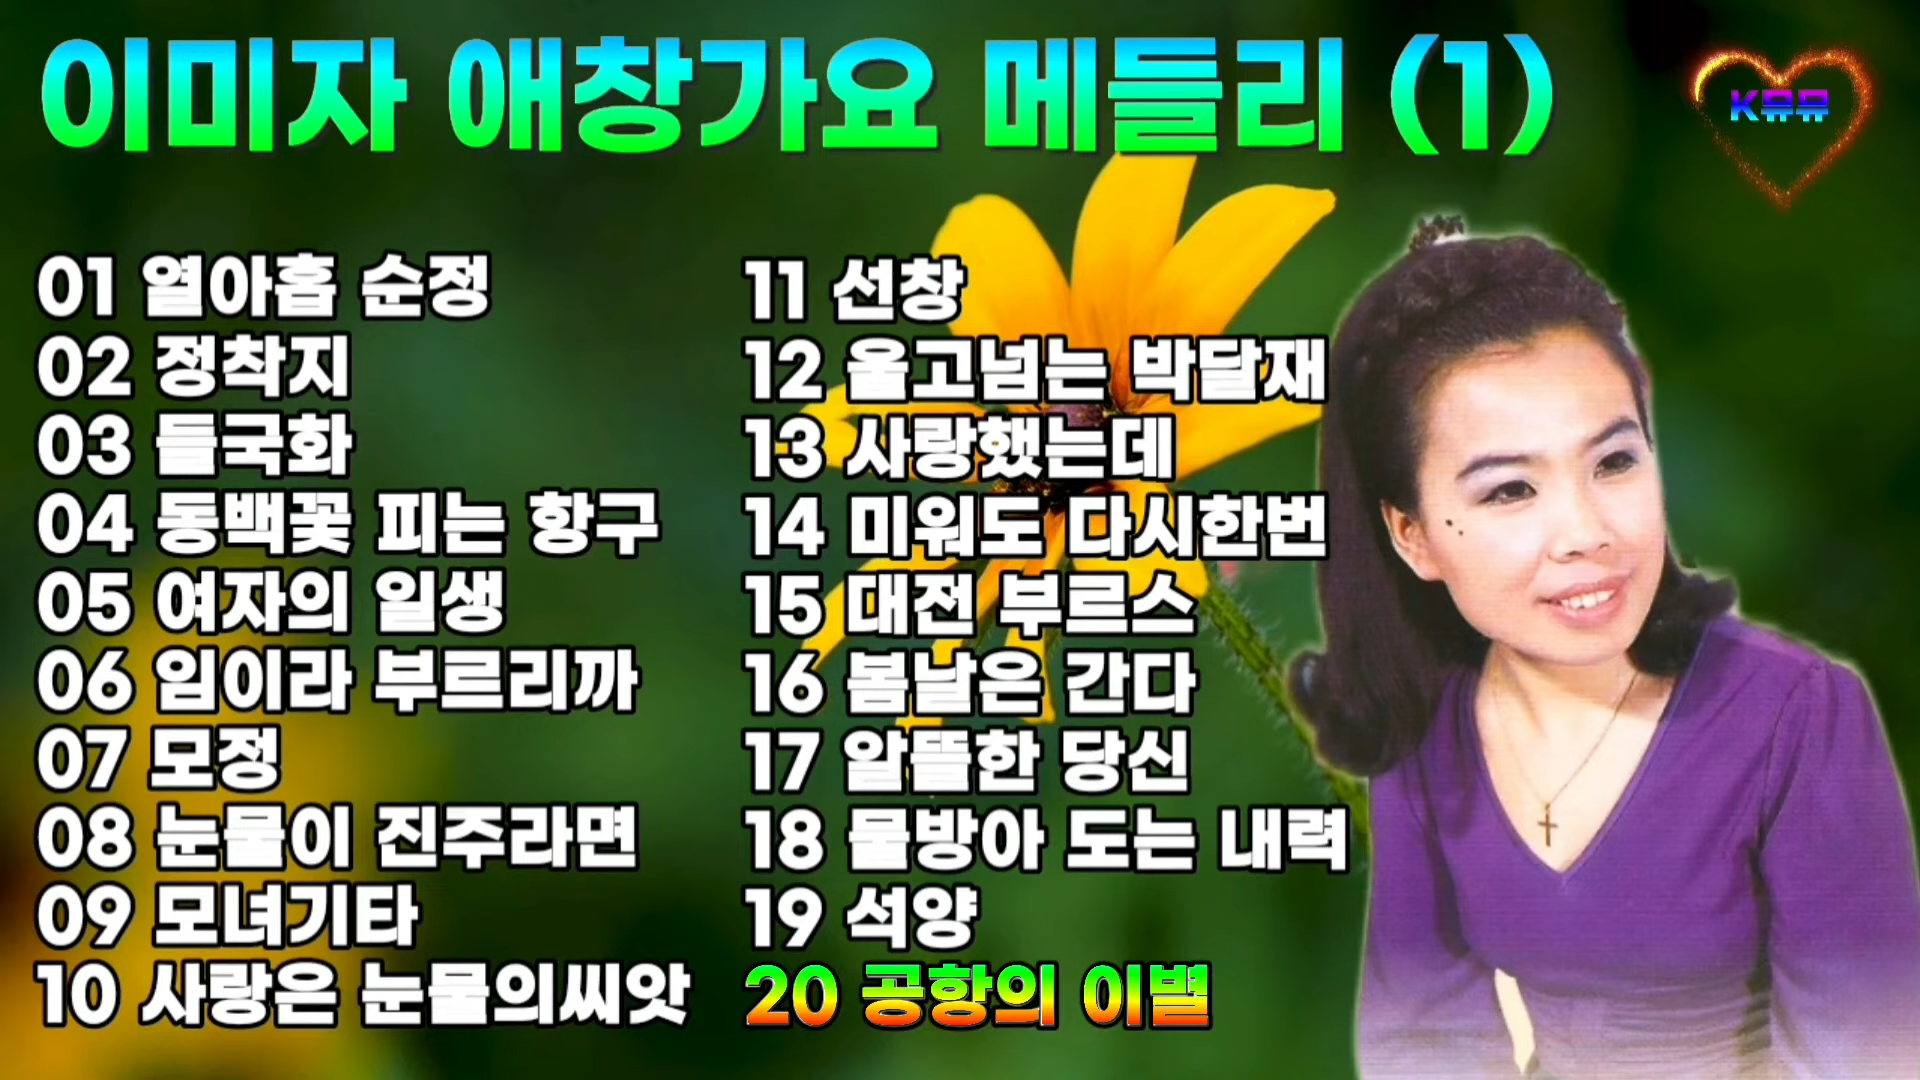 이미자 애창가요 메들리 (1)
K뮤뮤
01 열아홉 순정
02 정착지
03 들국화
04 동백꽃 피는 항구
05 여자의 일생
06 임이라 부르리까
07 모정
08 눈물이 진주라면
09 모녀기타
10 사랑은 눈물의씨앗
11 선창
12 울고넘는 박달재
13 사랑했는데
14 미워도 다시한번
15 대전 부르스
16 봄날은 간다
17 알뜰한 당신
18 물방아 도는 내력
19 석양
20 공항의 이별